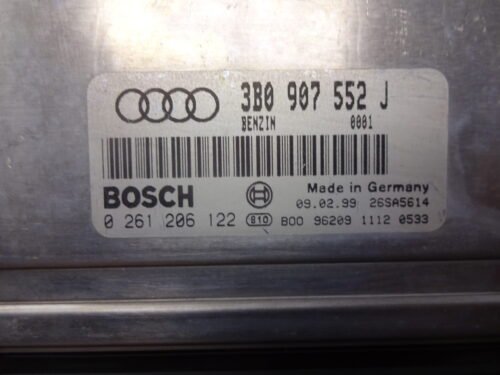 3B0 907 552 J
BENZIN 0001
BOSCH
Made in Germany
09.02.99 26SA5614
0 261 206 122 810 B00 96209 1112 0533